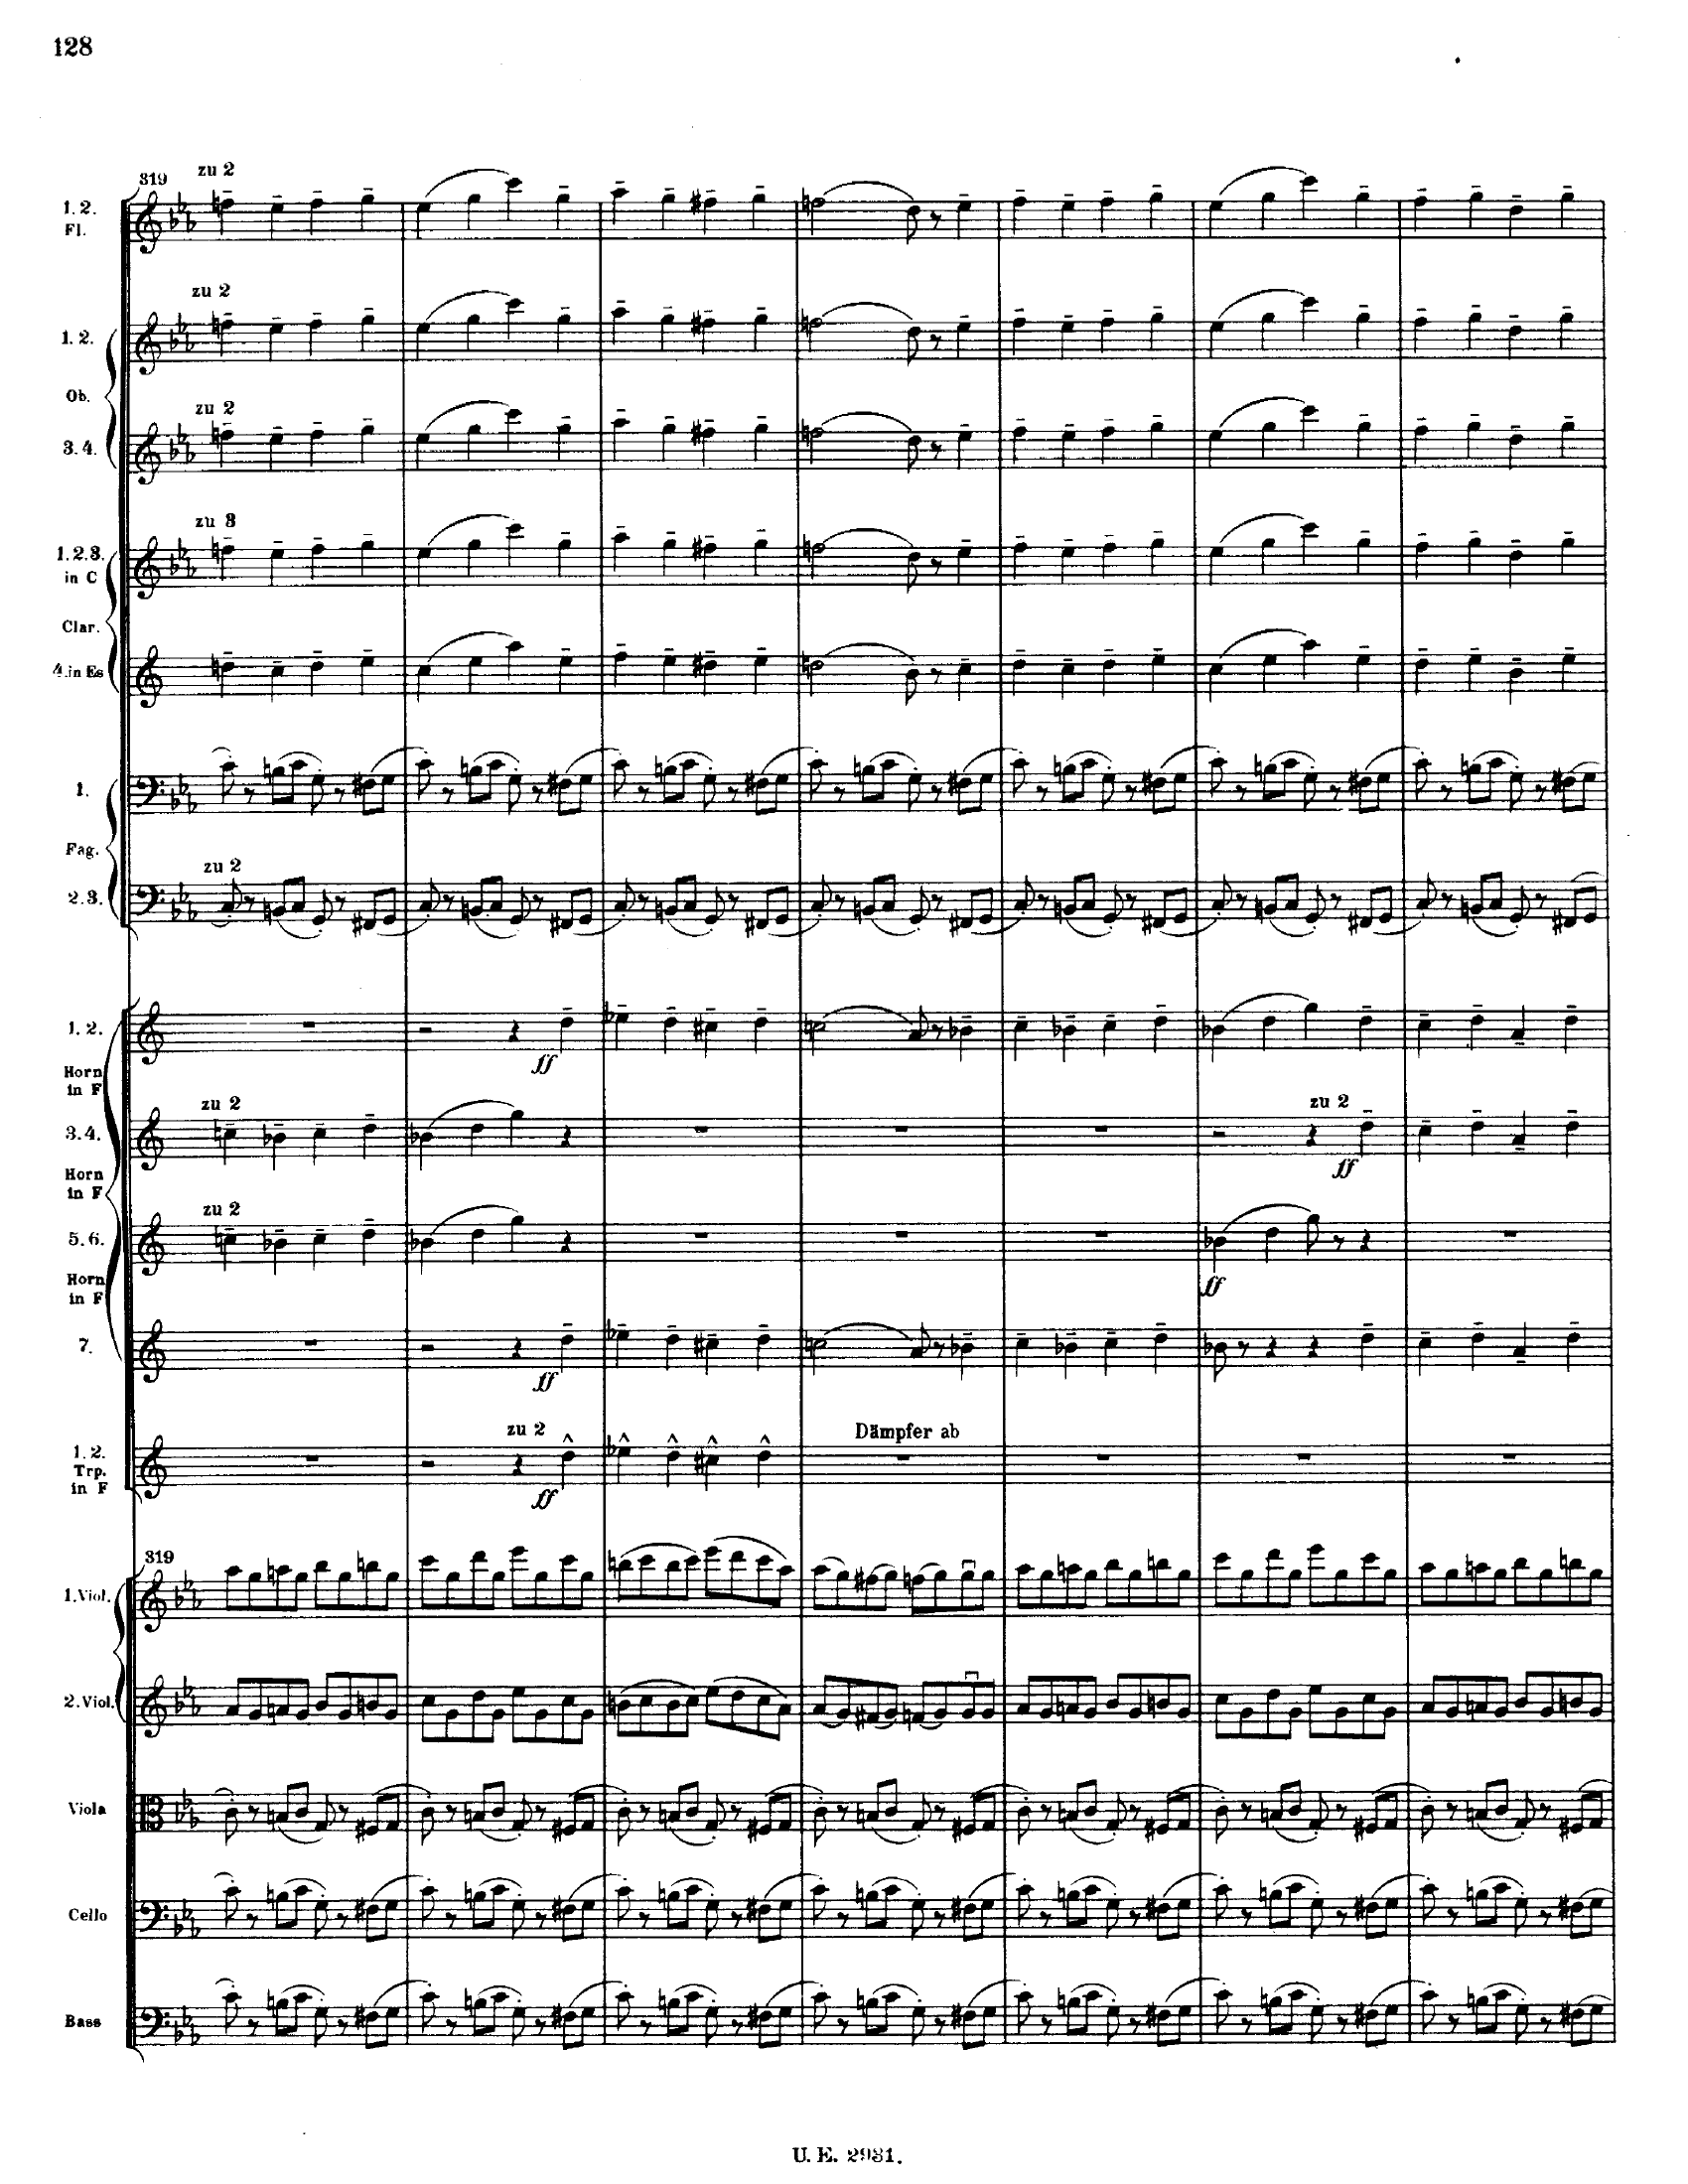 128
319
zu 2
1. 2.
Fl.
zu 2
1. 2.
Ob.
zu 2
3. 4.
zu 3
1. 2. 3.
in C
Clar.
4. in Es
1.
Fag.
zu 2
2. 3.
1. 2.
ff
Horn
in F
zu 2
zu 2
3. 4.
ff
Horn
in F
zu 2
5. 6.
ff
Horn
in F
7.
ff
zu 2
Dämpfer ab
1. 2.
Trp.
in F
ff
319
1. Viol.
2. Viol.
Viola
Cello
Bass
U. E. 2931.